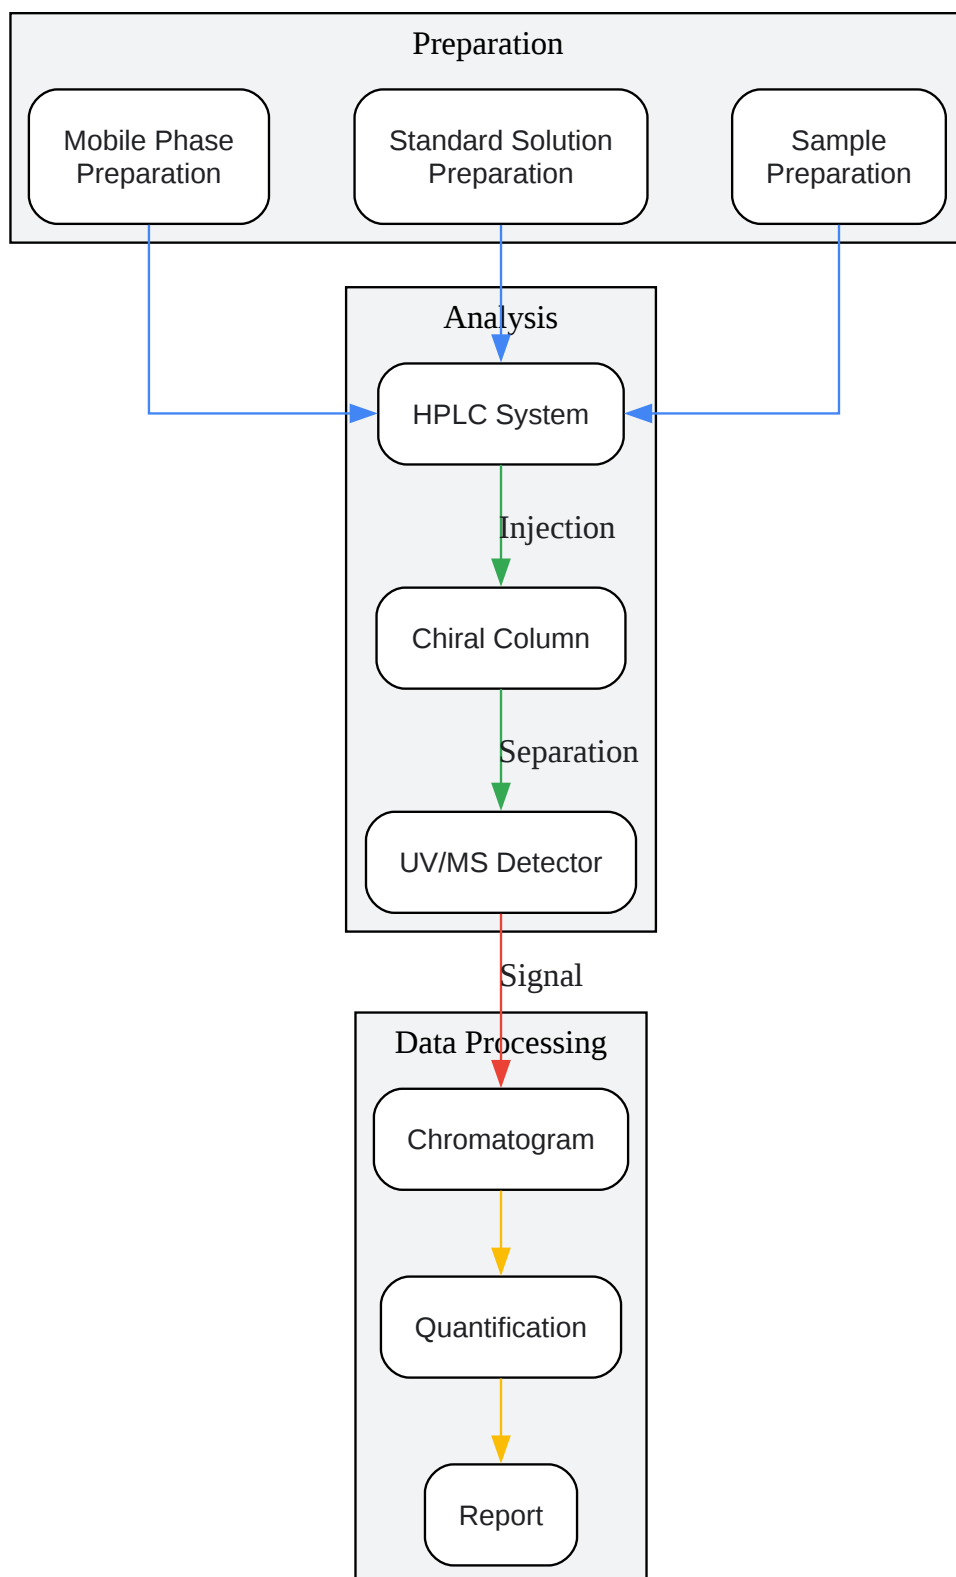 Preparation
Mobile Phase
Preparation
Standard Solution
Preparation
Sample
Preparation
Analysis
HPLC System
Injection
Chiral Column
Separation
UV/MS Detector
Signal
Data Processing
Chromatogram
Quantification
Report